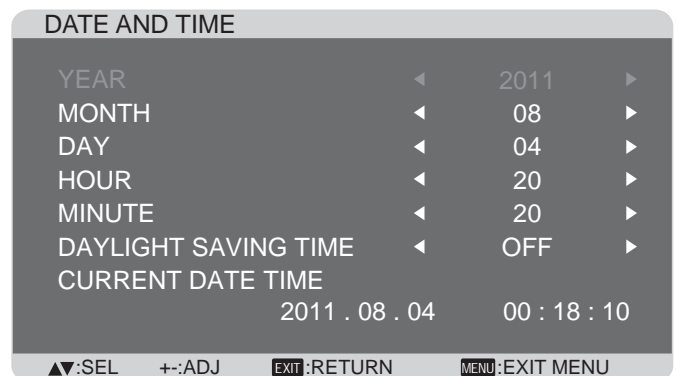 DATE AND TIME
YEAR ◀ 2011 ▶
MONTH ◀ 08 ▶
DAY ◀ 04 ▶
HOUR ◀ 20 ▶
MINUTE ◀ 20 ▶
DAYLIGHT SAVING TIME ◀ OFF ▶
CURRENT DATE TIME
2011 . 08 . 04 00 : 18 : 10
▲▼:SEL +-:ADJ EXIT:RETURN MENU:EXIT MENU